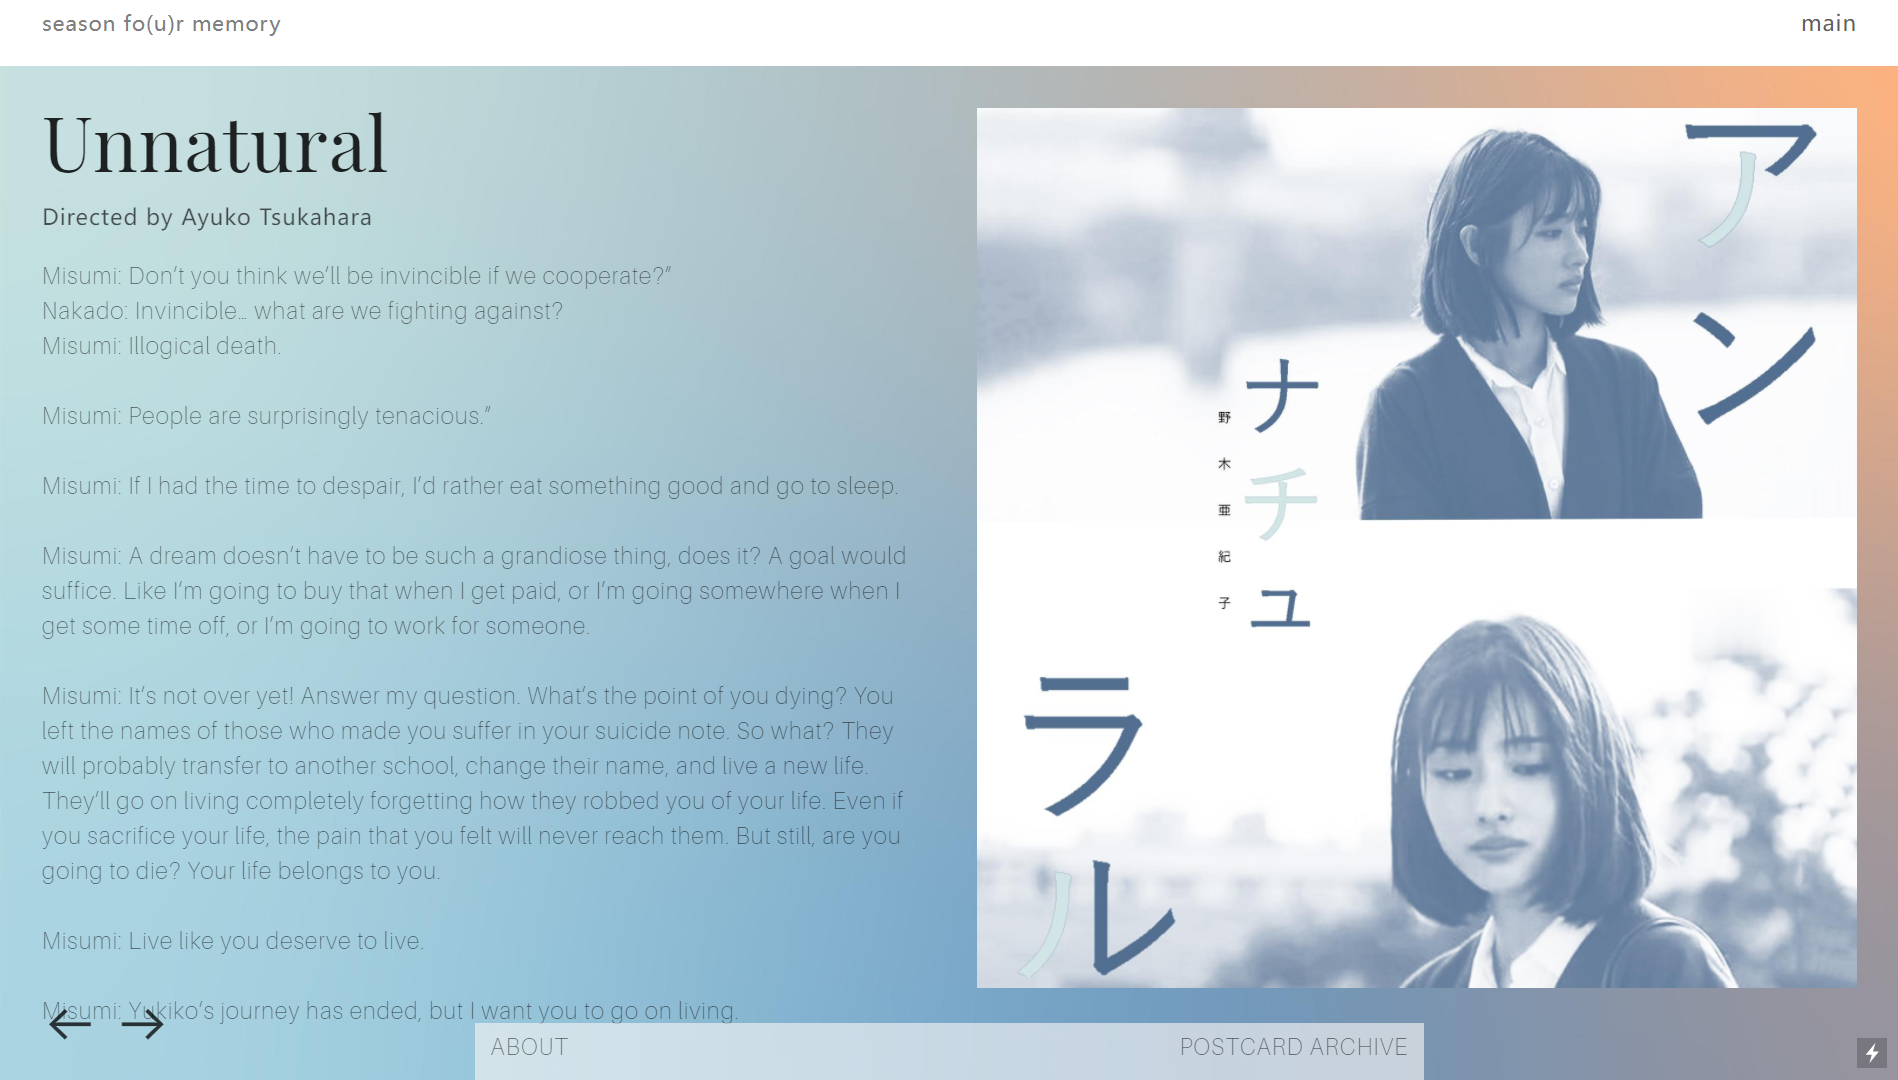 season fo(u)r memory
main
Unnatural
Directed by Ayuko Tsukahara
Misumi: Don’t you think we’ll be invincible if we cooperate?”
Nakado: Invincible… what are we fighting against?
Misumi: Illogical death.
Misumi: People are surprisingly tenacious.”
Misumi: If I had the time to despair, I’d rather eat something good and go to sleep.
Misumi: A dream doesn’t have to be such a grandiose thing, does it? A goal would
suffice. Like I’m going to buy that when I get paid, or I’m going somewhere when I
get some time off, or I’m going to work for someone.
Misumi: It’s not over yet! Answer my question. What’s the point of you dying? You
left the names of those who made you suffer in your suicide note. So what? They
will probably transfer to another school, change their name, and live a new life.
They’ll go on living completely forgetting how they robbed you of your life. Even if
you sacrifice your life, the pain that you felt will never reach them. But still, are you
going to die? Your life belongs to you.
Misumi: Live like you deserve to live.
Misumi: Yukiko’s journey has ended, but I want you to go on living.
アン
ナチュ
ラル
野木亜紀子
ABOUT
POSTCARD ARCHIVE